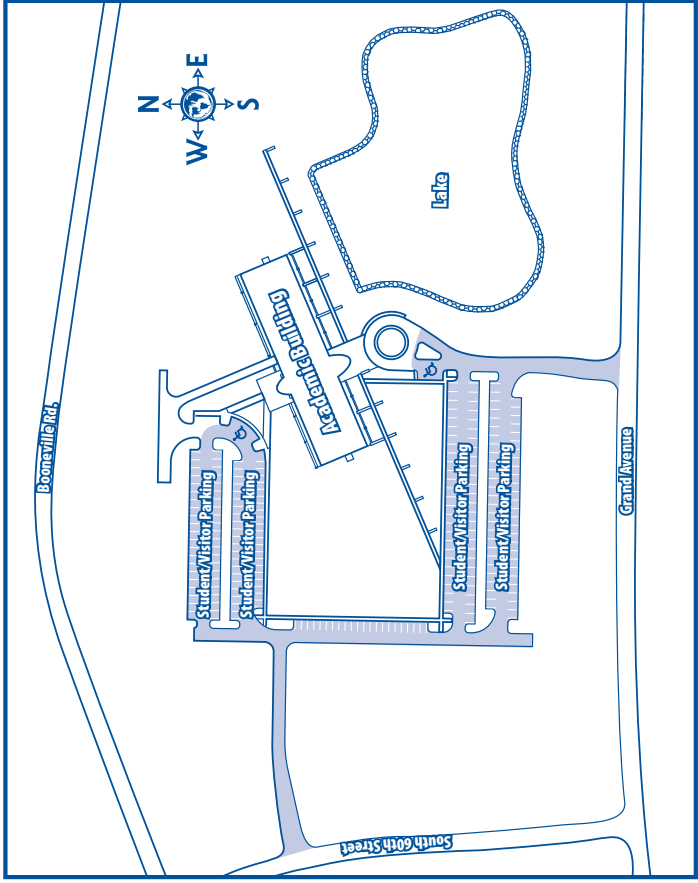 N
E
S
W
Lake
Academic Building
Booneville Rd.
Grand Avenue
Student/Visitor Parking
Student/Visitor Parking
Student/Visitor Parking
Student/Visitor Parking
South 60th Street